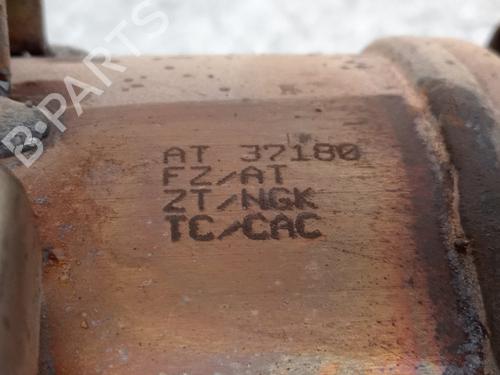 AT 37180
FZ/AT
ZT/NGK
TC/CAC
B-PARTS